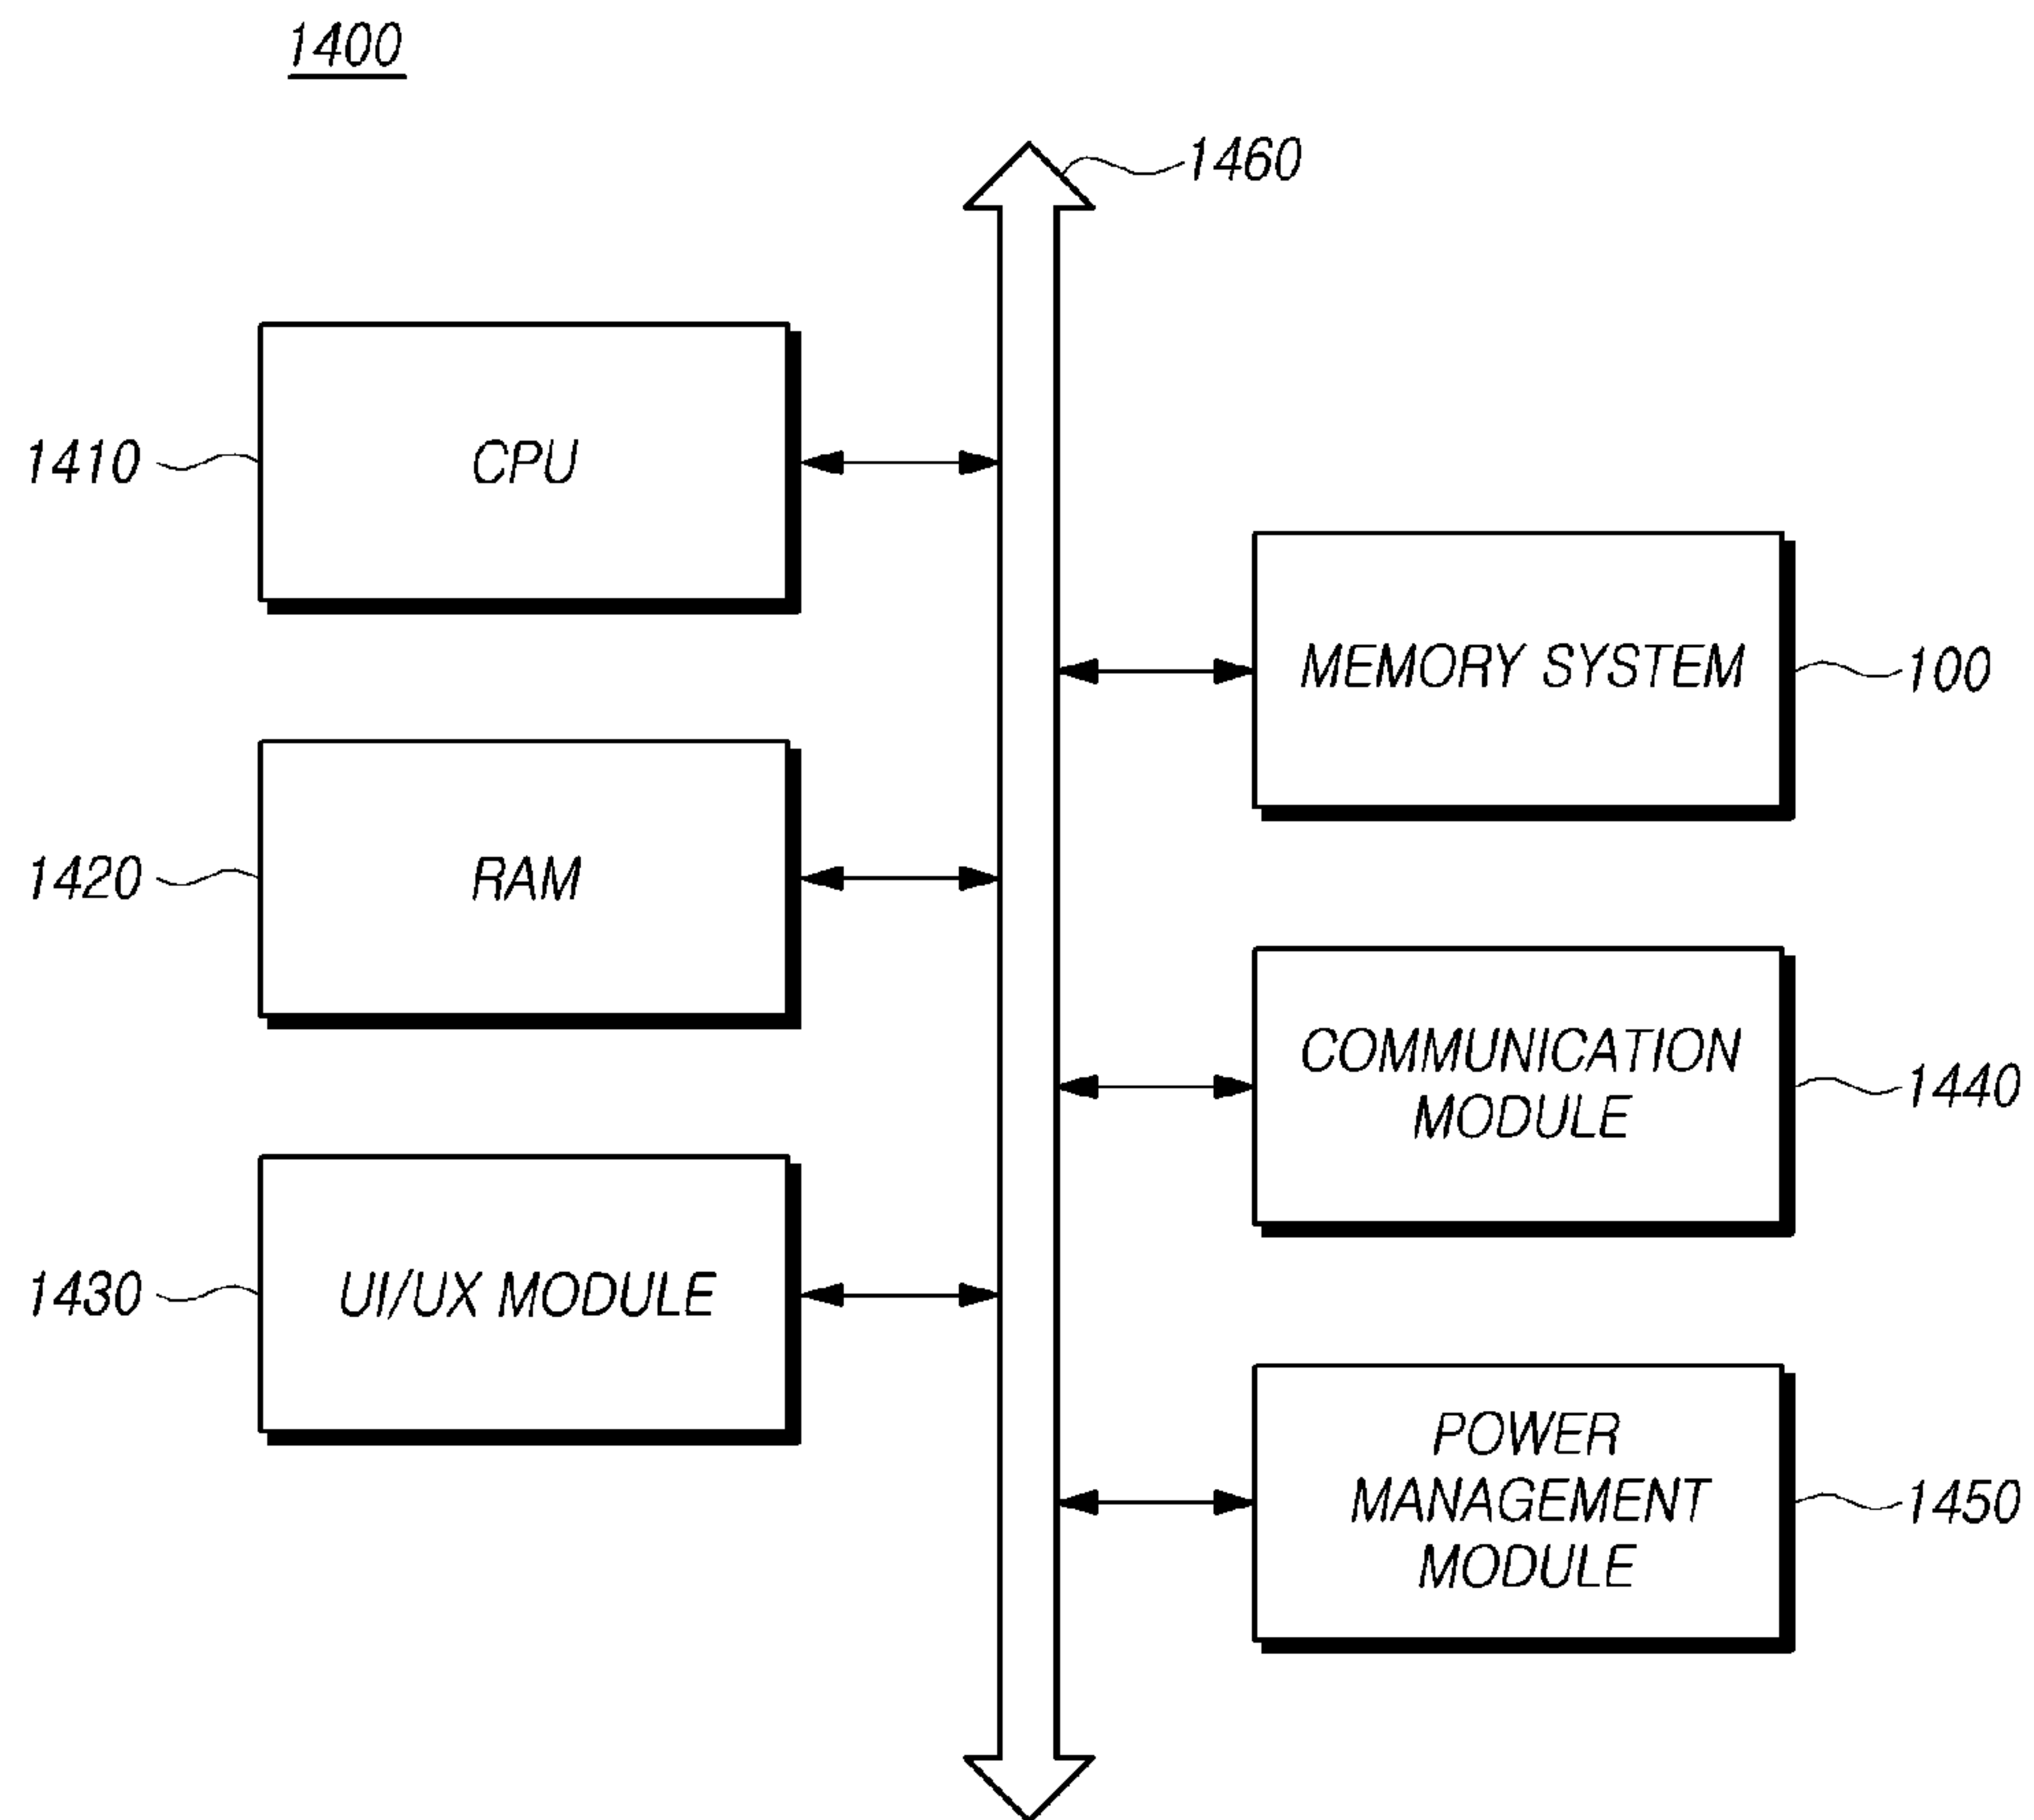 1400
1460
1410
CPU
MEMORY SYSTEM
100
1420
RAM
COMMUNICATION
MODULE
1440
1430
UI/UX MODULE
POWER
MANAGEMENT
MODULE
1450